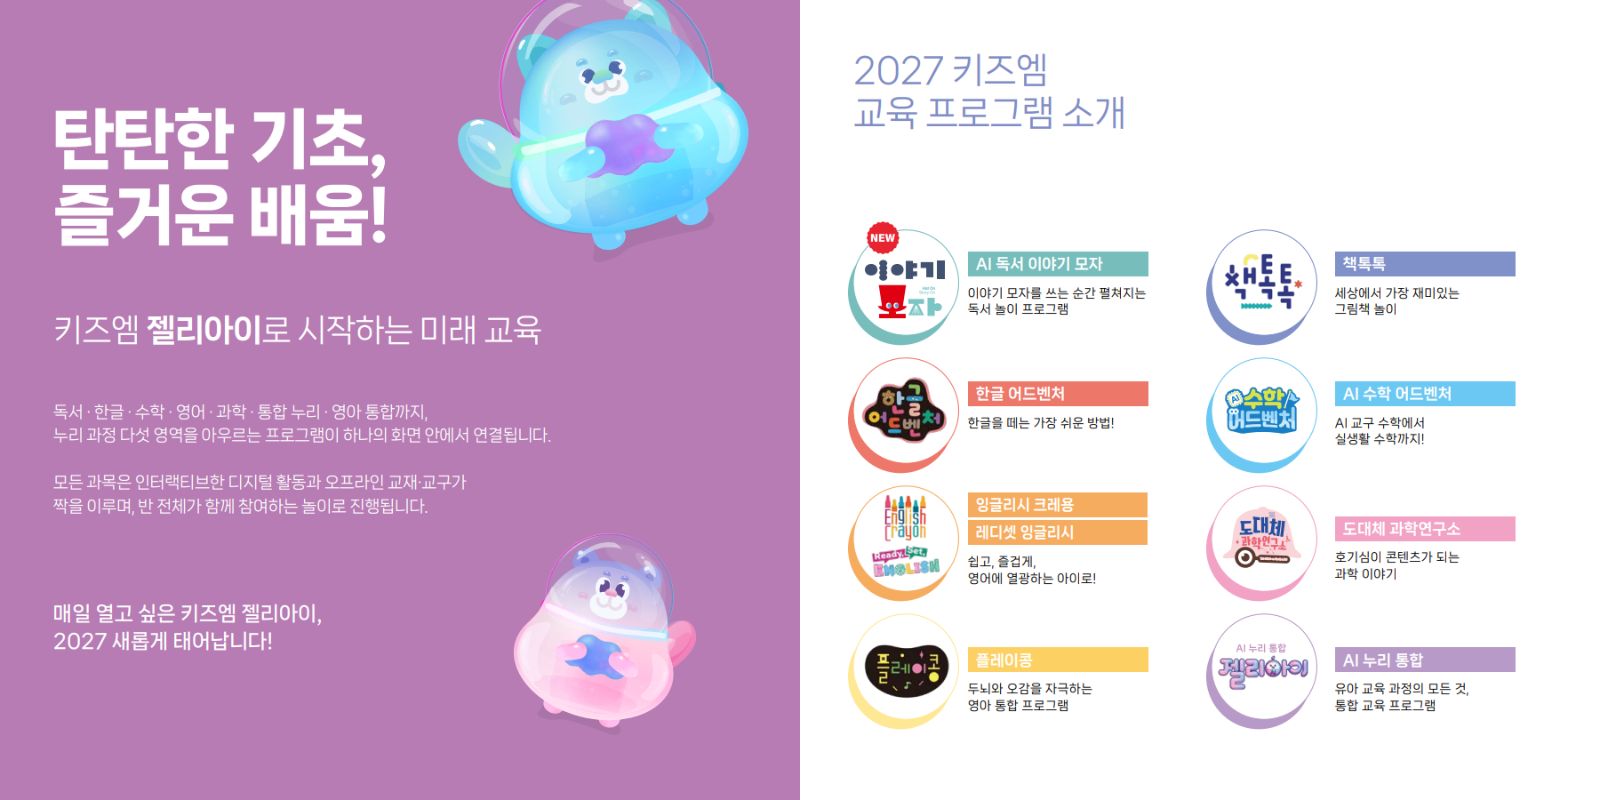 탄탄한 기초,
즐거운 배움!
키즈엠 젤리아이로 시작하는 미래 교육
독서 · 한글 · 수학 · 영어 · 과학 · 통합 누리 · 영아 통합까지,
누리 과정 다섯 영역을 아우르는 프로그램이 하나의 화면 안에서 연결됩니다.
모든 과목은 인터랙티브한 디지털 활동과 오프라인 교재·교구가
짝을 이루며, 반 전체가 함께 참여하는 놀이로 진행됩니다.
매일 열고 싶은 키즈엠 젤리아이,
2027 새롭게 태어납니다!
2027 키즈엠
교육 프로그램 소개
NEW
이야기
모자
AI 독서 이야기 모자
이야기 모자를 쓰는 순간 펼쳐지는
독서 놀이 프로그램
책톡톡
책톡톡
세상에서 가장 재미있는
그림책 놀이
한글
어드벤처
한글 어드벤처
한글을 떼는 가장 쉬운 방법!
AI 수학
어드벤처
AI 수학 어드벤처
AI 교구 수학에서
실생활 수학까지!
English
Crayon
Ready, Set,
ENGLISH
잉글리시 크레용
레디셋 잉글리시
쉽고, 즐겁게,
영어에 열광하는 아이로!
도대체
과학연구소
도대체 과학연구소
호기심이 콘텐츠가 되는
과학 이야기
플레이콩
플레이콩
두뇌와 오감을 자극하는
영아 통합 프로그램
AI 누리 통합
젤리아이
AI 누리 통합
유아 교육 과정의 모든 것,
통합 교육 프로그램